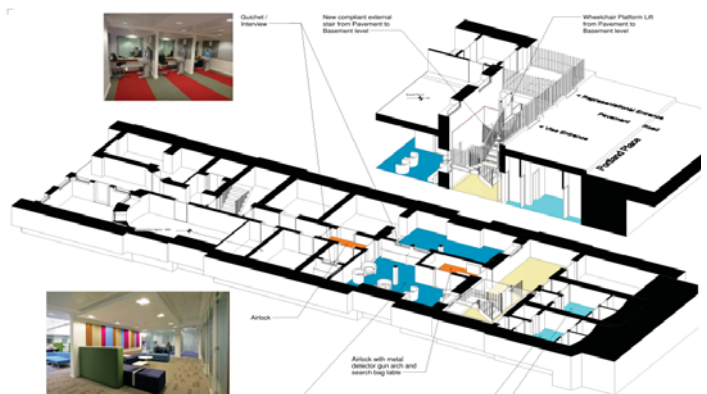 Guichet /
Interview
New compliant external
stair from Pavement to
Basement level
Wheelchair Platform Lift
from Pavement to
Basement level
Representational Entrance
Pavement
Road
Visa Entrance
Portland Place
Airlock
Airlock with metal
detector gun arch and
search bag table